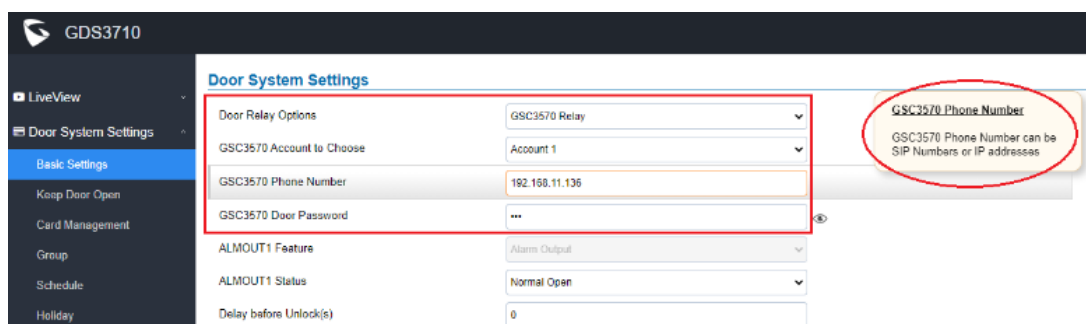 GDS3710
Door System Settings
LiveView
Door System Settings
Basic Settings
Keep Door Open
Card Management
Group
Schedule
Holiday
Door Relay Options
GSC3570 Relay
GSC3570 Account to Choose
Account 1
GSC3570 Phone Number
192.168.11.136
GSC3570 Door Password
•••
ALMOUT1 Feature
Alarm Output
ALMOUT1 Status
Normal Open
Delay before Unlock(s)
0
GSC3570 Phone Number
GSC3570 Phone Number can be
SIP Numbers or IP addresses